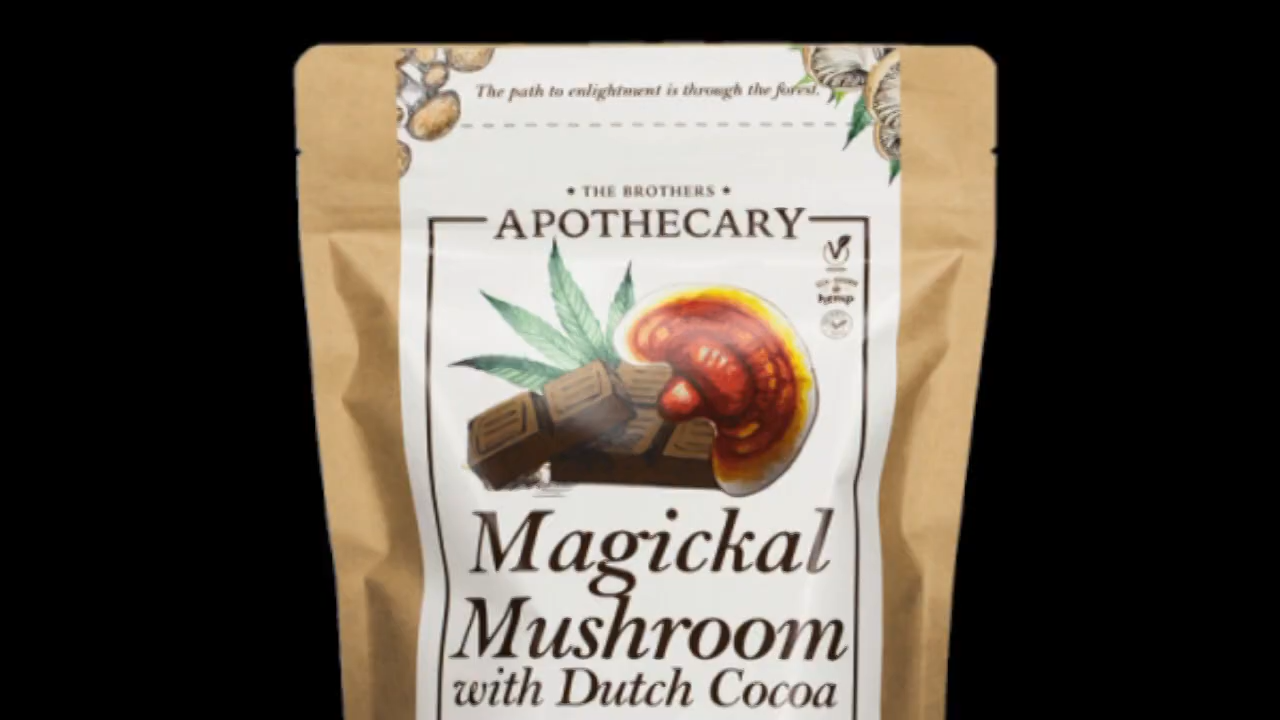 The path to enlightment is through the forest.
• THE BROTHERS •
APOTHECARY
hemp
Magickal
Mushroom
with Dutch Cocoa